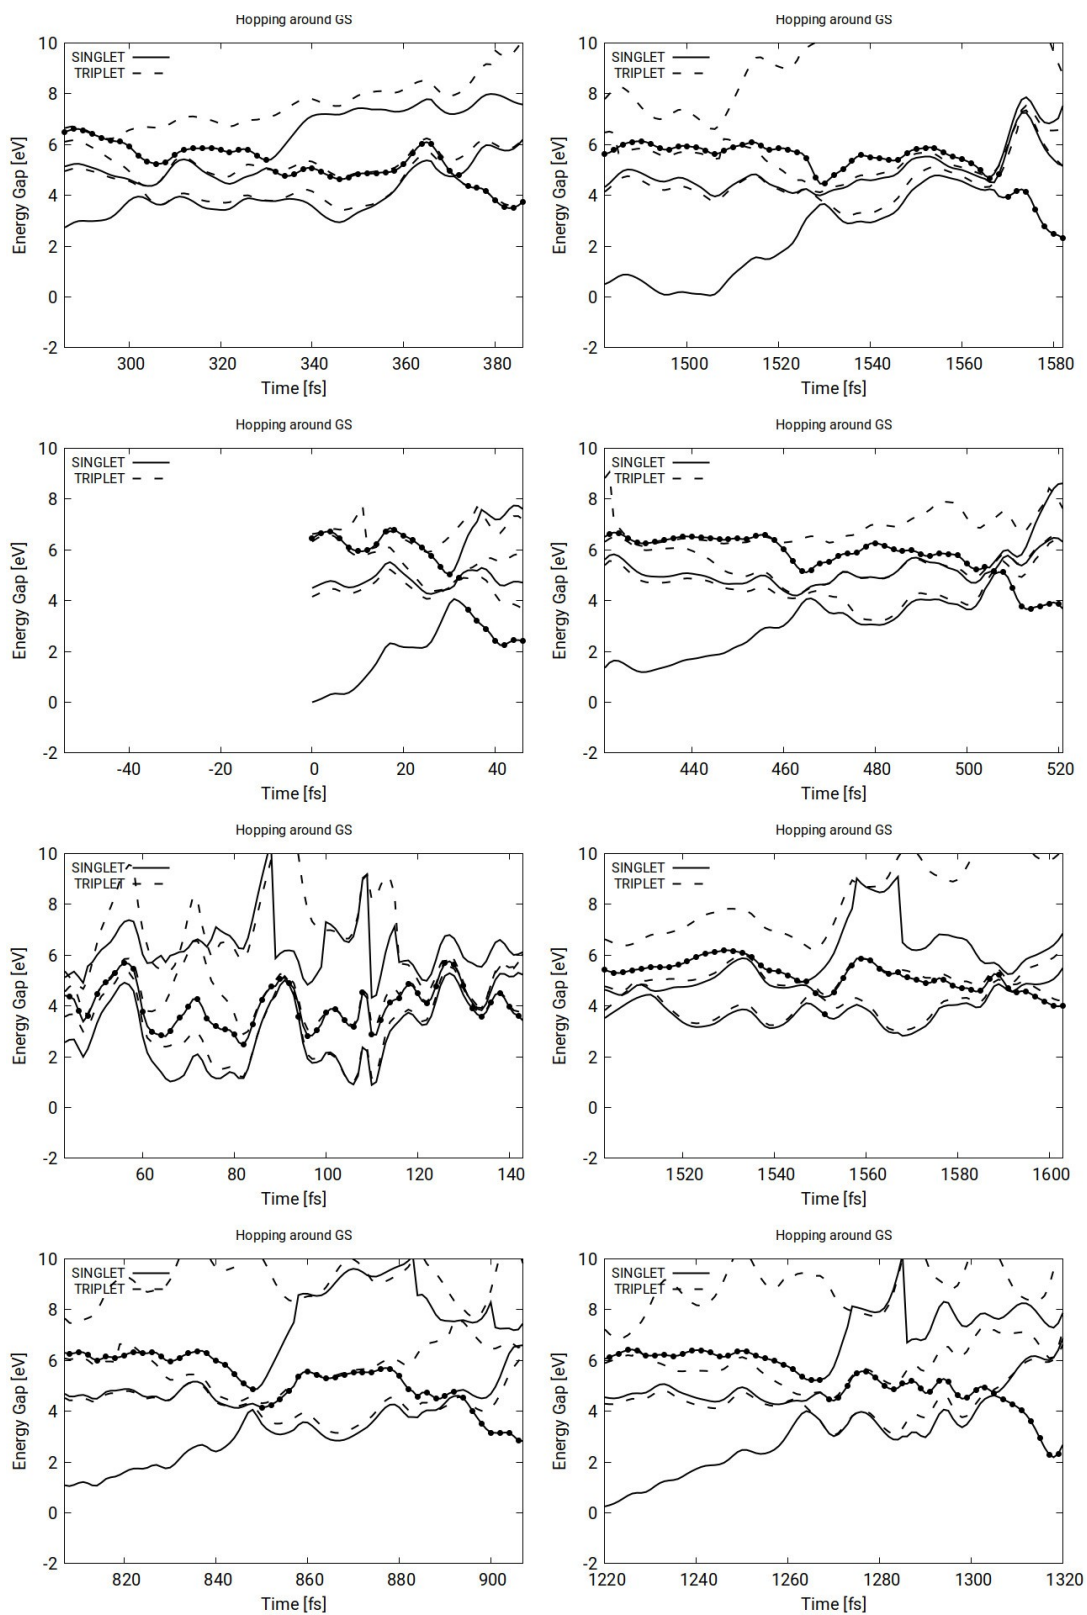 Hopping around GS
10
8
6
4
2
0
-2
SINGLET
TRIPLET
Energy Gap [eV]
300 320 340 360 380
Time [fs]
Hopping around GS
10
8
6
4
2
0
-2
SINGLET
TRIPLET
Energy Gap [eV]
1500 1520 1540 1560 1580
Time [fs]
Hopping around GS
10
8
6
4
2
0
-2
SINGLET
TRIPLET
Energy Gap [eV]
-40 -20 0 20 40
Time [fs]
Hopping around GS
10
8
6
4
2
0
-2
SINGLET
TRIPLET
Energy Gap [eV]
440 460 480 500 520
Time [fs]
Hopping around GS
10
8
6
4
2
0
-2
SINGLET
TRIPLET
Energy Gap [eV]
60 80 100 120 140
Time [fs]
Hopping around GS
10
8
6
4
2
0
-2
SINGLET
TRIPLET
Energy Gap [eV]
1520 1540 1560 1580 1600
Time [fs]
Hopping around GS
10
8
6
4
2
0
-2
SINGLET
TRIPLET
Energy Gap [eV]
820 840 860 880 900
Time [fs]
Hopping around GS
10
8
6
4
2
0
-2
SINGLET
TRIPLET
Energy Gap [eV]
1220 1240 1260 1280 1300 1320
Time [fs]